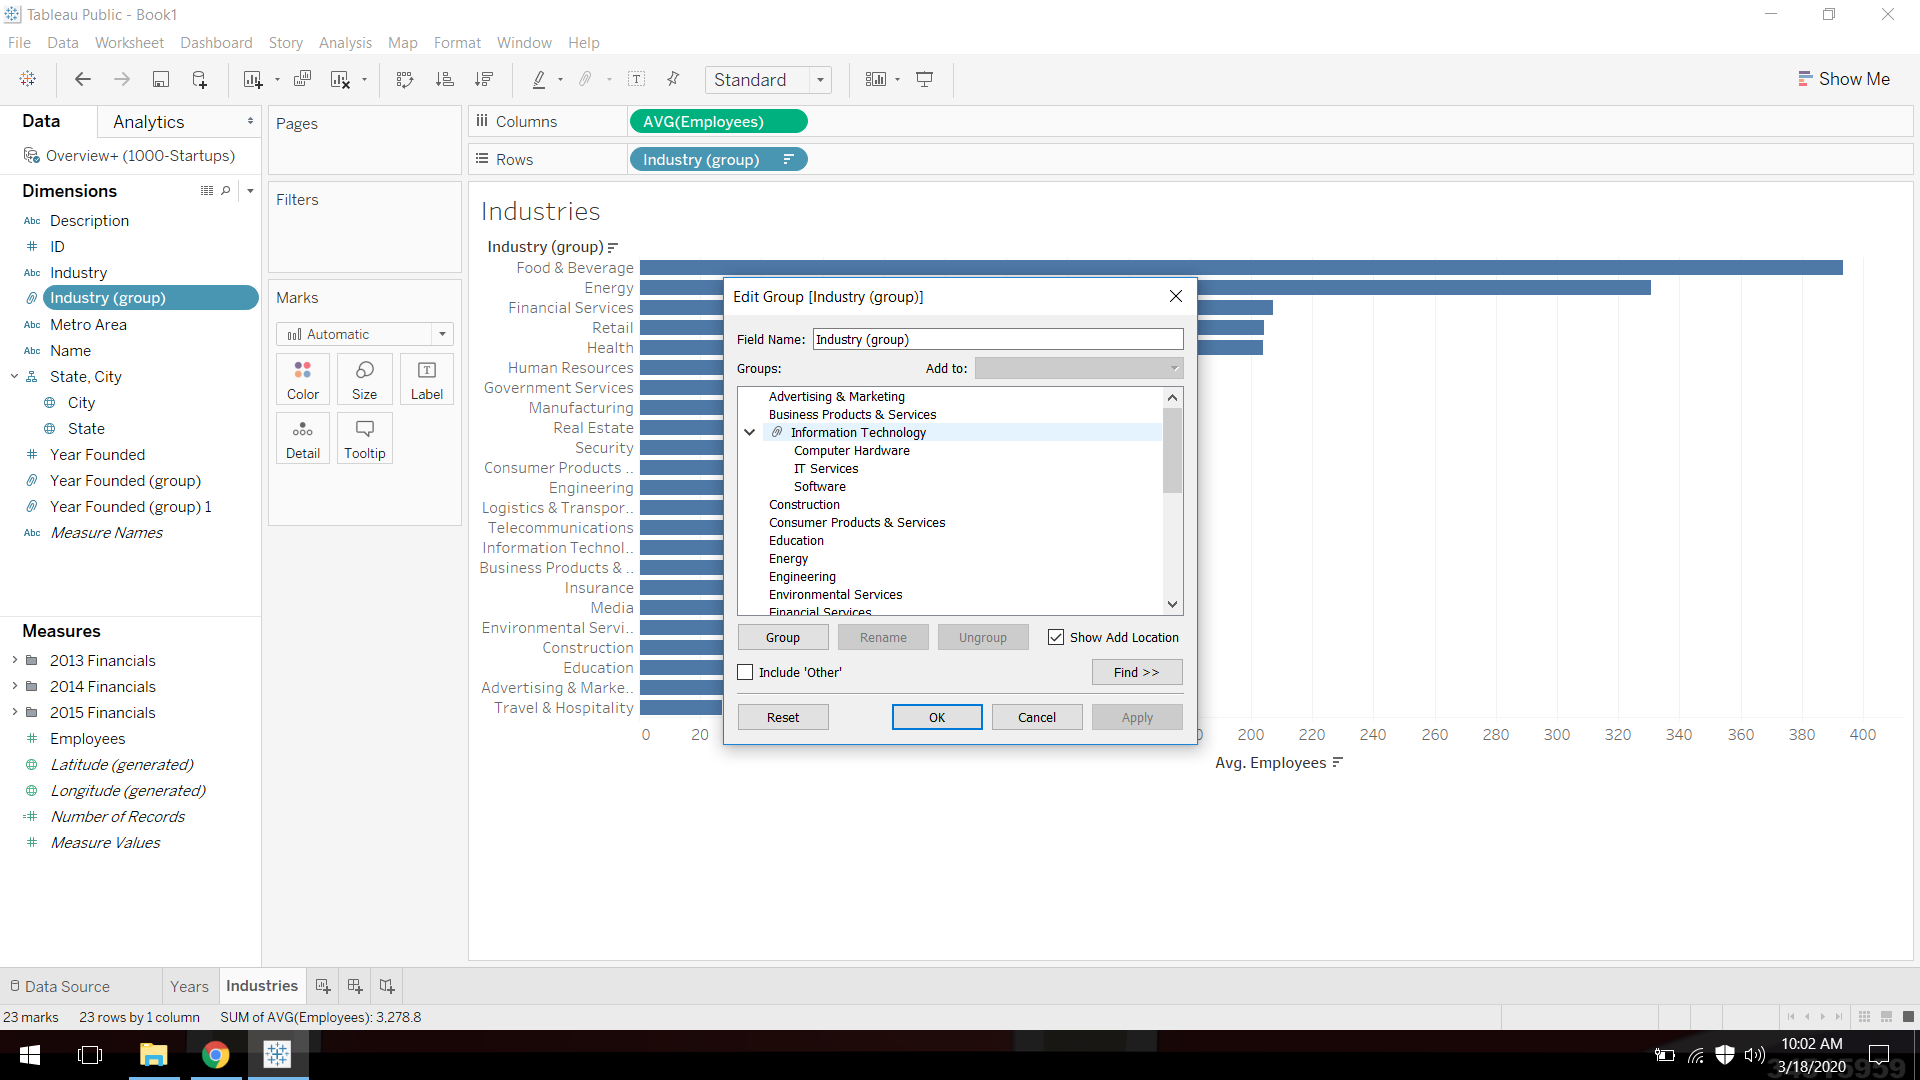 Tableau Public - Book1
File Data Worksheet Dashboard Story Analysis Map Format Window Help
Standard
Show Me
Data Analytics
Overview+ (1000-Startups)
Dimensions
Abc Description
ID
Abc Industry
Industry (group)
Abc Metro Area
Abc Name
State, City
City
State
Year Founded
Year Founded (group)
Year Founded (group) 1
Abc Measure Names
Measures
2013 Financials
2014 Financials
2015 Financials
Employees
Latitude (generated)
Longitude (generated)
Number of Records
Measure Values
Pages
Filters
Marks
Automatic
Color Size Label
Detail Tooltip
Columns AVG(Employees)
Rows Industry (group)
Industries
Industry (group)
Food & Beverage
Energy
Financial Services
Retail
Health
Human Resources
Government Services
Manufacturing
Real Estate
Security
Consumer Products ..
Engineering
Logistics & Transpor..
Telecommunications
Information Technol..
Business Products & ..
Insurance
Media
Environmental Servi..
Construction
Education
Advertising & Marke..
Travel & Hospitality
0 20 200 220 240 260 280 300 320 340 360 380 400
Avg. Employees
Edit Group [Industry (group)]
Field Name: Industry (group)
Groups: Add to:
Advertising & Marketing
Business Products & Services
Information Technology
Computer Hardware
IT Services
Software
Construction
Consumer Products & Services
Education
Energy
Engineering
Environmental Services
Financial Services
Group Rename Ungroup Show Add Location
Include 'Other' Find >>
Reset OK Cancel Apply
Data Source Years Industries
23 marks 23 rows by 1 column SUM of AVG(Employees): 3,278.8
10:02 AM
3/18/2020